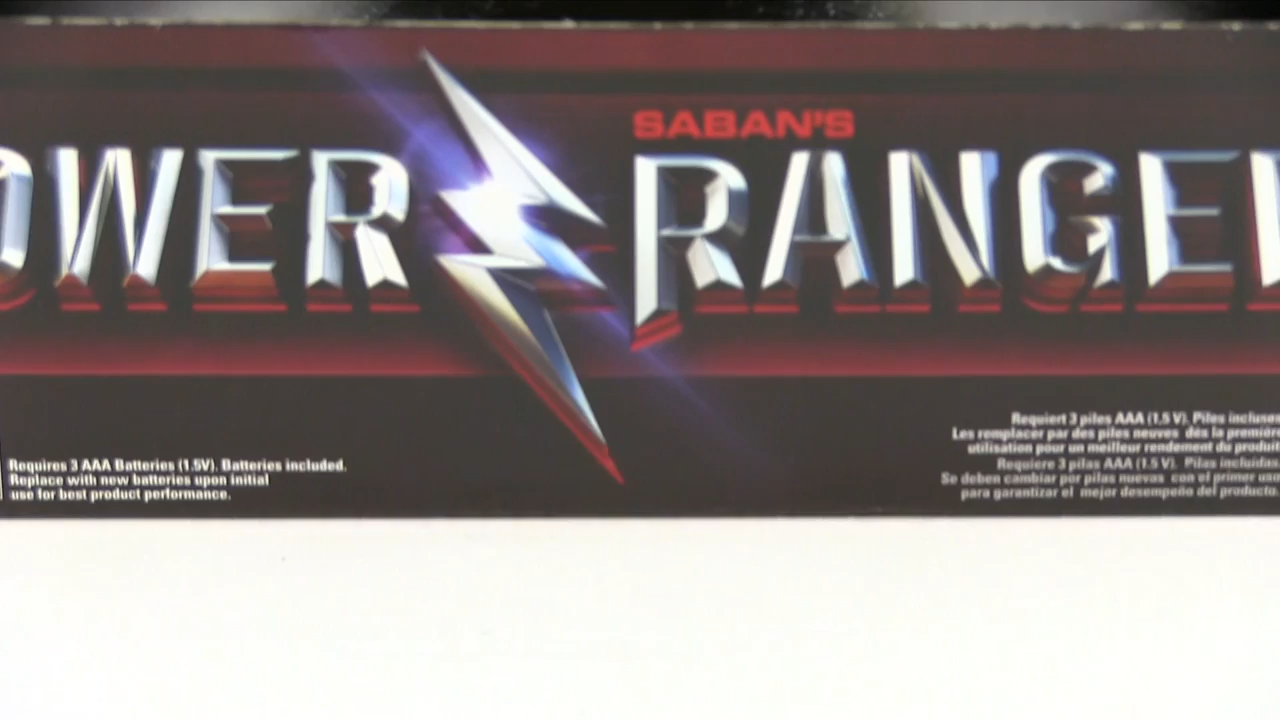 SABAN'S
OWER RANGE
Requires 3 AAA Batteries (1.5V). Batteries included.
Replace with new batteries upon initial
use for best product performance.
Requiert 3 piles AAA (1,5 V). Piles incluses
Les remplacer par des piles neuves dès la première
utilisation pour un meilleur rendement du produit
Requiere 3 pilas AAA (1.5 V). Pilas incluidas
Se deben cambiar por pilas nuevas con el primer uso
para garantizar el mejor desempeño del producto.